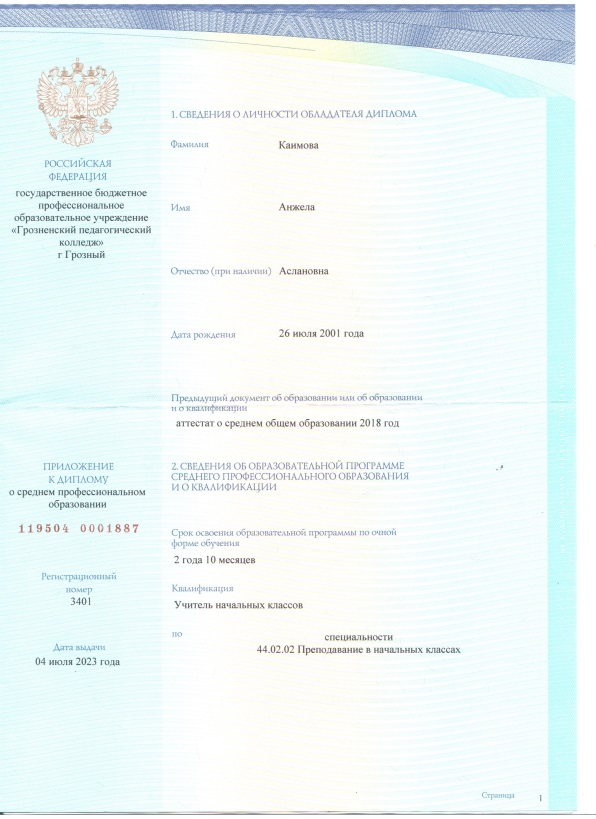 РОССИЙСКАЯ
ФЕДЕРАЦИЯ
государственное бюджетное
профессиональное
образовательное учреждение
«Грозненский педагогический
колледж»
г Грозный
ПРИЛОЖЕНИЕ
К ДИПЛОМУ
о среднем профессиональном
образовании
119504 0001887
Регистрационный
номер
3401
Дата выдачи
04 июля 2023 года
1. СВЕДЕНИЯ О ЛИЧНОСТИ ОБЛАДАТЕЛЯ ДИПЛОМА
Фамилия Каимова
Имя Анжела
Отчество (при наличии) Аслановна
Дата рождения 26 июля 2001 года
Предыдущий документ об образовании или об образовании
и о квалификации
аттестат о среднем общем образовании 2018 год
2. СВЕДЕНИЯ ОБ ОБРАЗОВАТЕЛЬНОЙ ПРОГРАММЕ
СРЕДНЕГО ПРОФЕССИОНАЛЬНОГО ОБРАЗОВАНИЯ
И О КВАЛИФИКАЦИИ
Срок освоения образовательной программы по очной
форме обучения
2 года 10 месяцев
Квалификация
Учитель начальных классов
по специальности
44.02.02 Преподавание в начальных классах
Страница 1